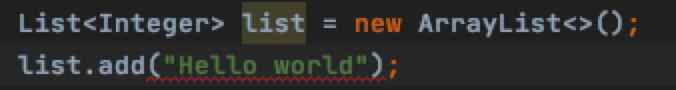 List<Integer> list = new ArrayList<>();
list.add("Hello world");